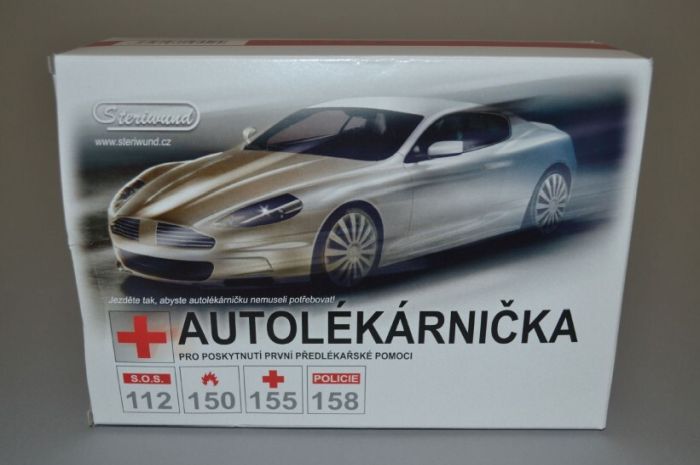 Steriwund
www.steriwund.cz
Jezděte tak, abyste autolékárničku nemuseli potřebovat!
AUTOLÉKÁRNIČKA
PRO POSKYTNUTÍ PRVNÍ PŘEDLÉKAŘSKÉ POMOCI
S.O.S. POLICIE
112 150 155 158